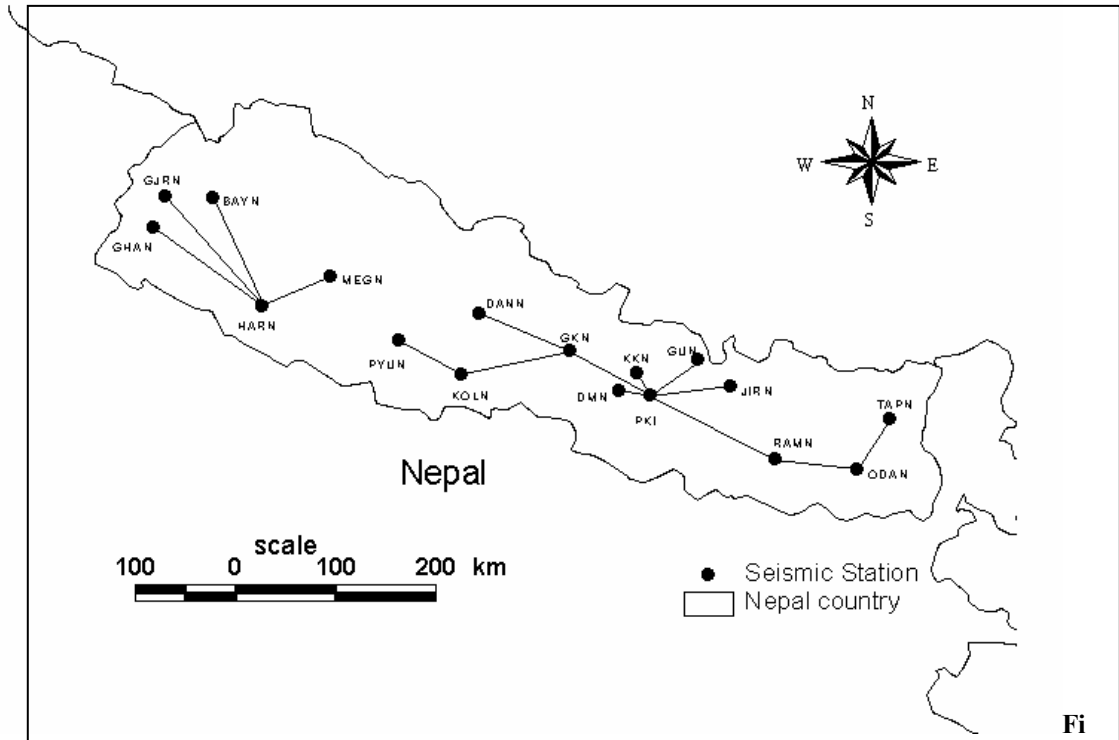 N
W E
S
GJRN
BAYN
GHAN
MEGN
HARN
DANN
PYUN
GKN
GUN
KKN
KOLN
DMN
JIRN
PKI
TAPN
RAMN
ODAN
Nepal
scale
100 0 100 200 km
Seismic Station
Nepal country
Fi